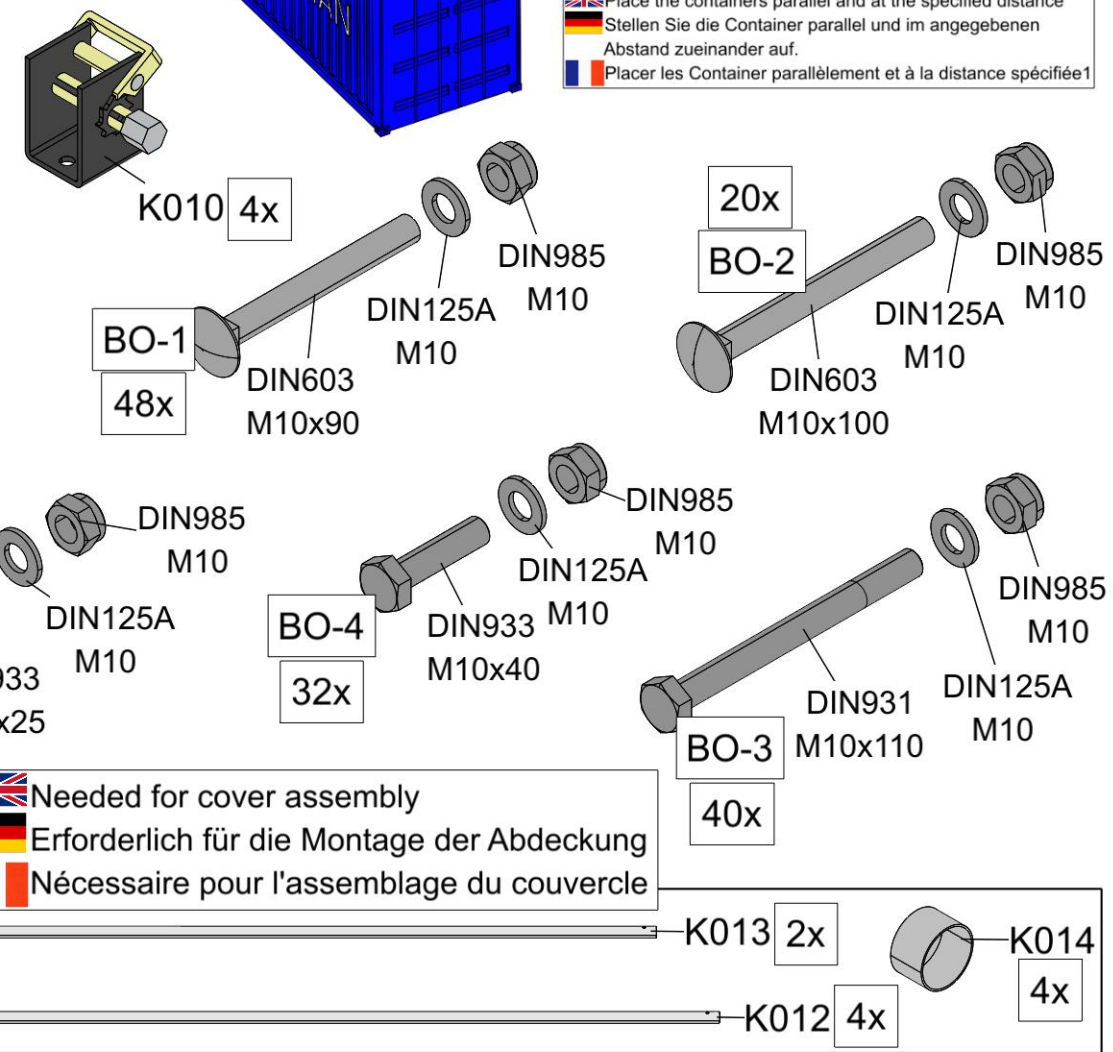 Place the containers parallel and at the specified distance
Stellen Sie die Container parallel und im angegebenen
Abstand zueinander auf.
Placer les Container parallèlement et à la distance spécifiée1
K010 4x
BO-1
48x
DIN603
M10x90
DIN125A
M10
DIN985
M10
20x
BO-2
DIN603
M10x100
DIN125A
M10
DIN985
M10
933
x25
DIN125A
M10
DIN985
M10
BO-4
32x
DIN933
M10x40
DIN125A
M10
DIN985
M10
BO-3
40x
DIN931
M10x110
DIN125A
M10
DIN985
M10
Needed for cover assembly
Erforderlich für die Montage der Abdeckung
Nécessaire pour l'assemblage du couvercle
K013 2x
K014
4x
K012 4x